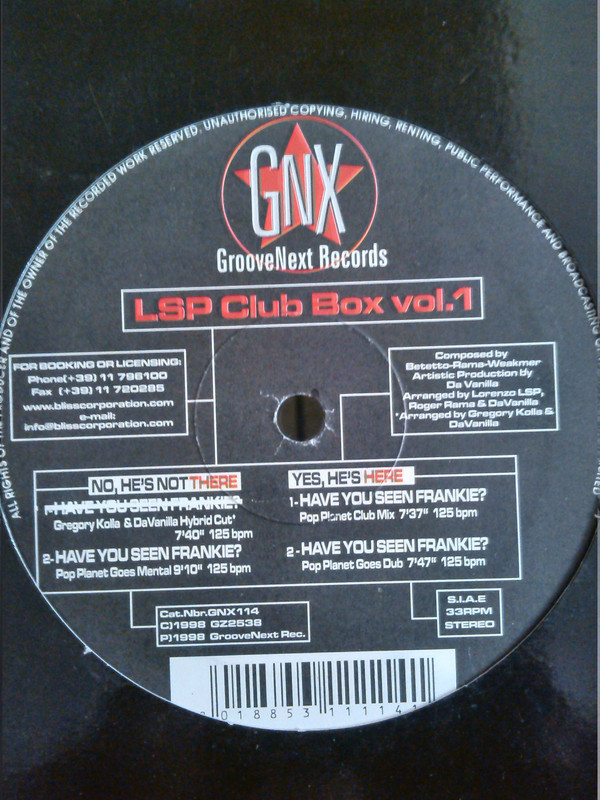 ALL RIGHTS OF THE PRODUCER AND OF THE OWNER OF THE RECORDED WORK RESERVED. UNAUTHORISED COPYING, HIRING, RENTING, PUBLIC PERFORMANCE AND BROADCASTING
GNX
GrooveNext Records
LSP Club Box vol.1
FOR BOOKING OR LICENSING:
Phone(+39) 11 796100
Fax (+39) 11 720285
www.blisscorporation.com
e-mail:
info@blisscorporation.com
Composed by
Betetto-Rama-Weakmer
Artistic Production by
Da Vanilla
Arranged by Lorenzo LSP,
Roger Rama & DaVanilla
*Arranged by Gregory Kolla &
DaVanilla
NO, HE'S NOT THERE
1-HAVE YOU SEEN FRANKIE?
Gregory Kolla & DaVanilla Hybrid Cut*
7'40" 125 bpm
2-HAVE YOU SEEN FRANKIE?
Pop Planet Goes Mental 9'10" 125 bpm
YES, HE'S HERE
1-HAVE YOU SEEN FRANKIE?
Pop Planet Club Mix 7'37" 125 bpm
2-HAVE YOU SEEN FRANKIE?
Pop Planet Goes Dub 7'47" 125 bpm
Cat.Nbr.GNX114
C)1998 GZ2538
P)1998 GrooveNext Rec.
S.I.A.E
33RPM
STEREO
018853 11114